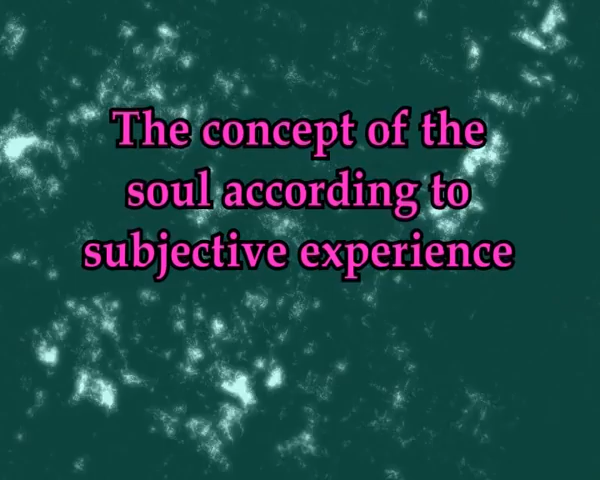 The concept of the
soul according to
subjective experience